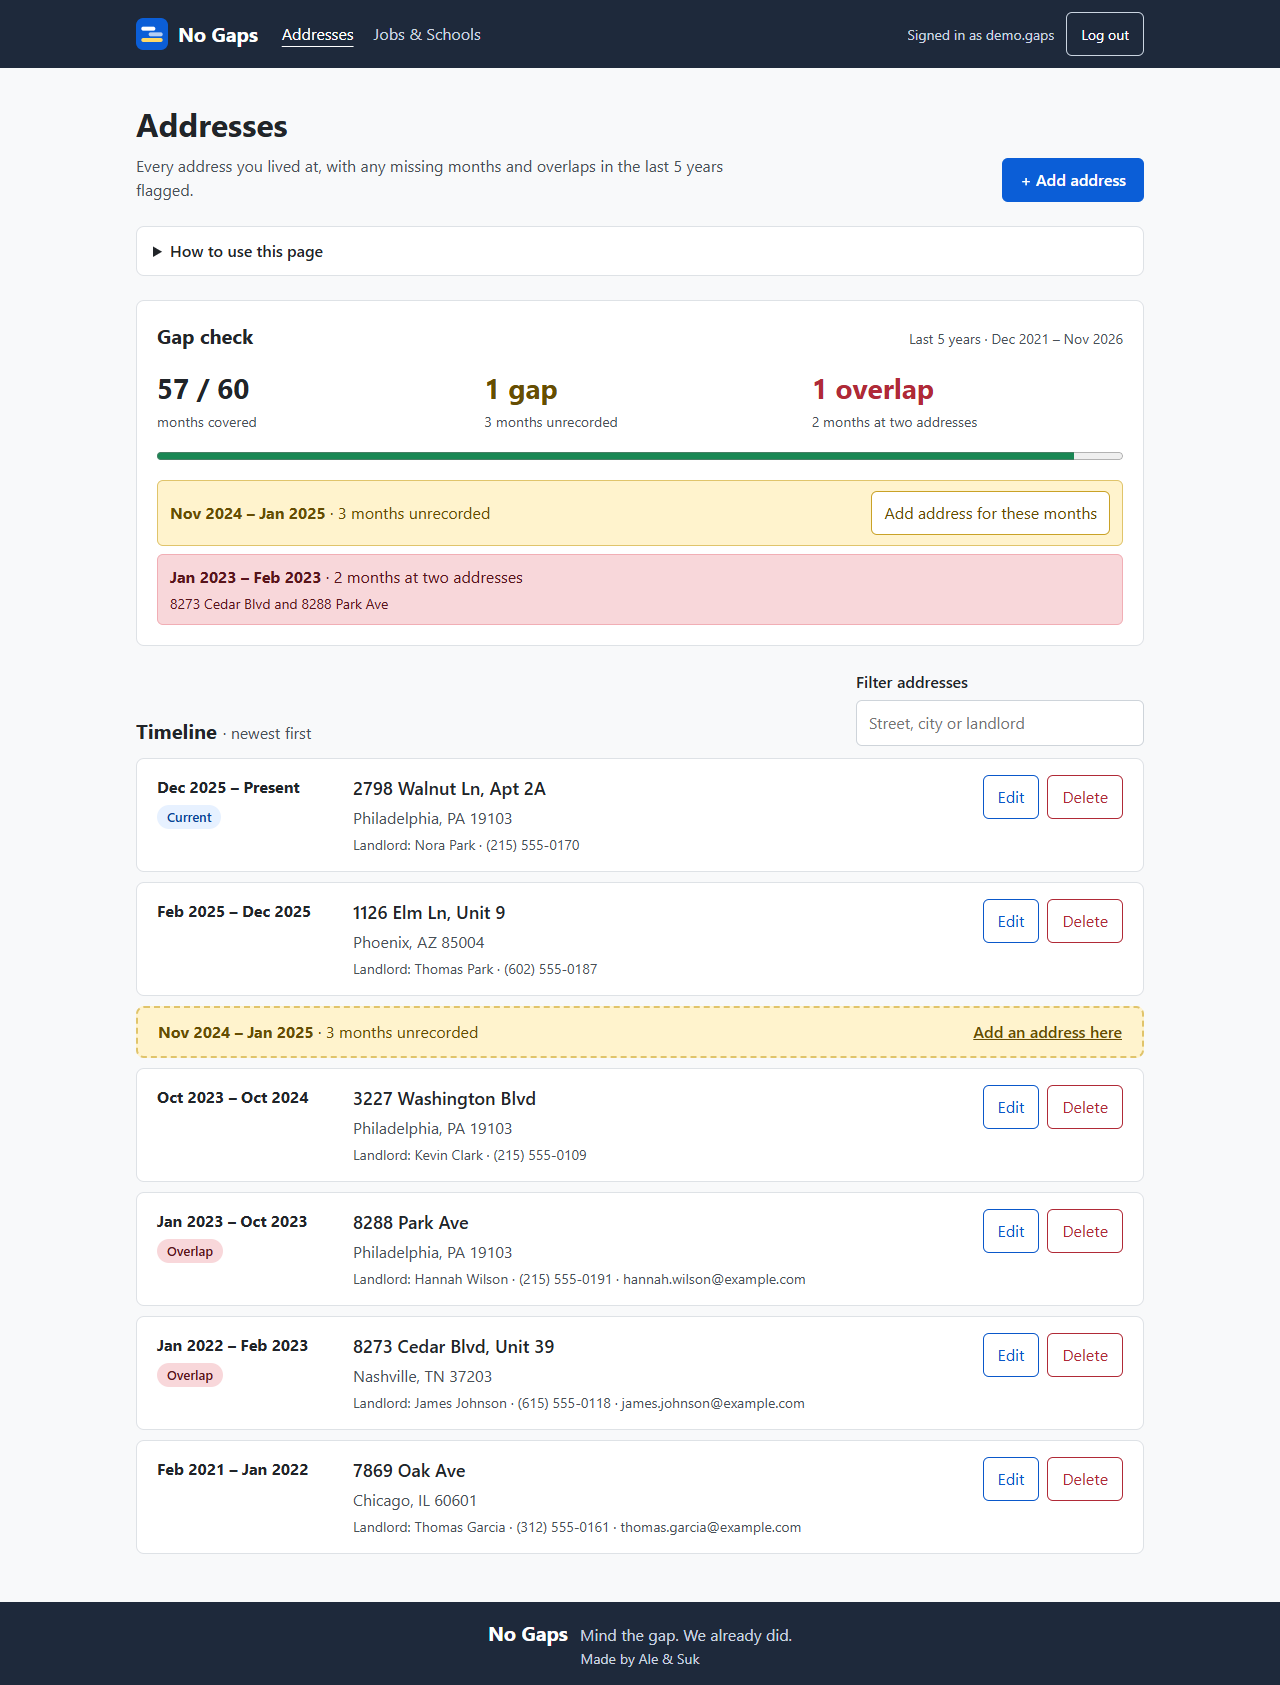 No Gaps Addresses Jobs & Schools Signed in as demo.gaps Log out
Addresses
Every address you lived at, with any missing months and overlaps in the last 5 years
flagged.
+ Add address
How to use this page
Gap check Last 5 years · Dec 2021 – Nov 2026
57 / 60 1 gap 1 overlap
months covered 3 months unrecorded 2 months at two addresses
Nov 2024 – Jan 2025 · 3 months unrecorded Add address for these months
Jan 2023 – Feb 2023 · 2 months at two addresses
8273 Cedar Blvd and 8288 Park Ave
Filter addresses
Street, city or landlord
Timeline · newest first
Dec 2025 – Present 2798 Walnut Ln, Apt 2A Edit Delete
Current Philadelphia, PA 19103
Landlord: Nora Park · (215) 555-0170
Feb 2025 – Dec 2025 1126 Elm Ln, Unit 9 Edit Delete
Phoenix, AZ 85004
Landlord: Thomas Park · (602) 555-0187
Nov 2024 – Jan 2025 · 3 months unrecorded Add an address here
Oct 2023 – Oct 2024 3227 Washington Blvd Edit Delete
Philadelphia, PA 19103
Landlord: Kevin Clark · (215) 555-0109
Jan 2023 – Oct 2023 8288 Park Ave Edit Delete
Overlap Philadelphia, PA 19103
Landlord: Hannah Wilson · (215) 555-0191 · hannah.wilson@example.com
Jan 2022 – Feb 2023 8273 Cedar Blvd, Unit 39 Edit Delete
Overlap Nashville, TN 37203
Landlord: James Johnson · (615) 555-0118 · james.johnson@example.com
Feb 2021 – Jan 2022 7869 Oak Ave Edit Delete
Chicago, IL 60601
Landlord: Thomas Garcia · (312) 555-0161 · thomas.garcia@example.com
No Gaps Mind the gap. We already did.
Made by Ale & Suk